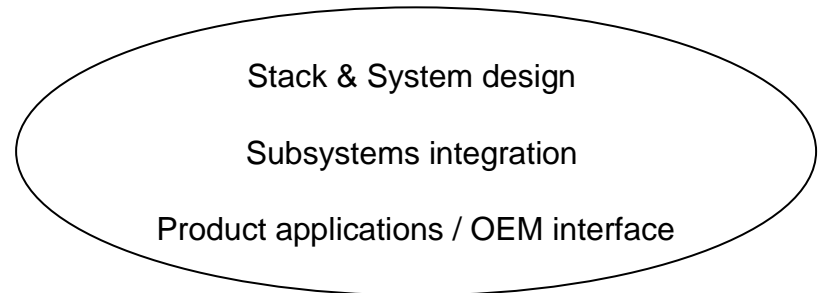 Stack & System design
Subsystems integration
Product applications / OEM interface